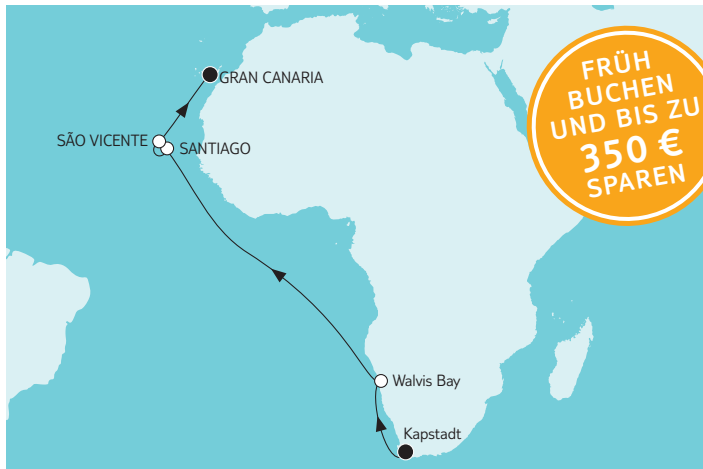 GRAN CANARIA
SÃO VICENTE
SANTIAGO
Walvis Bay
Kapstadt
FRÜH
BUCHEN
UND BIS ZU
350 €
SPAREN